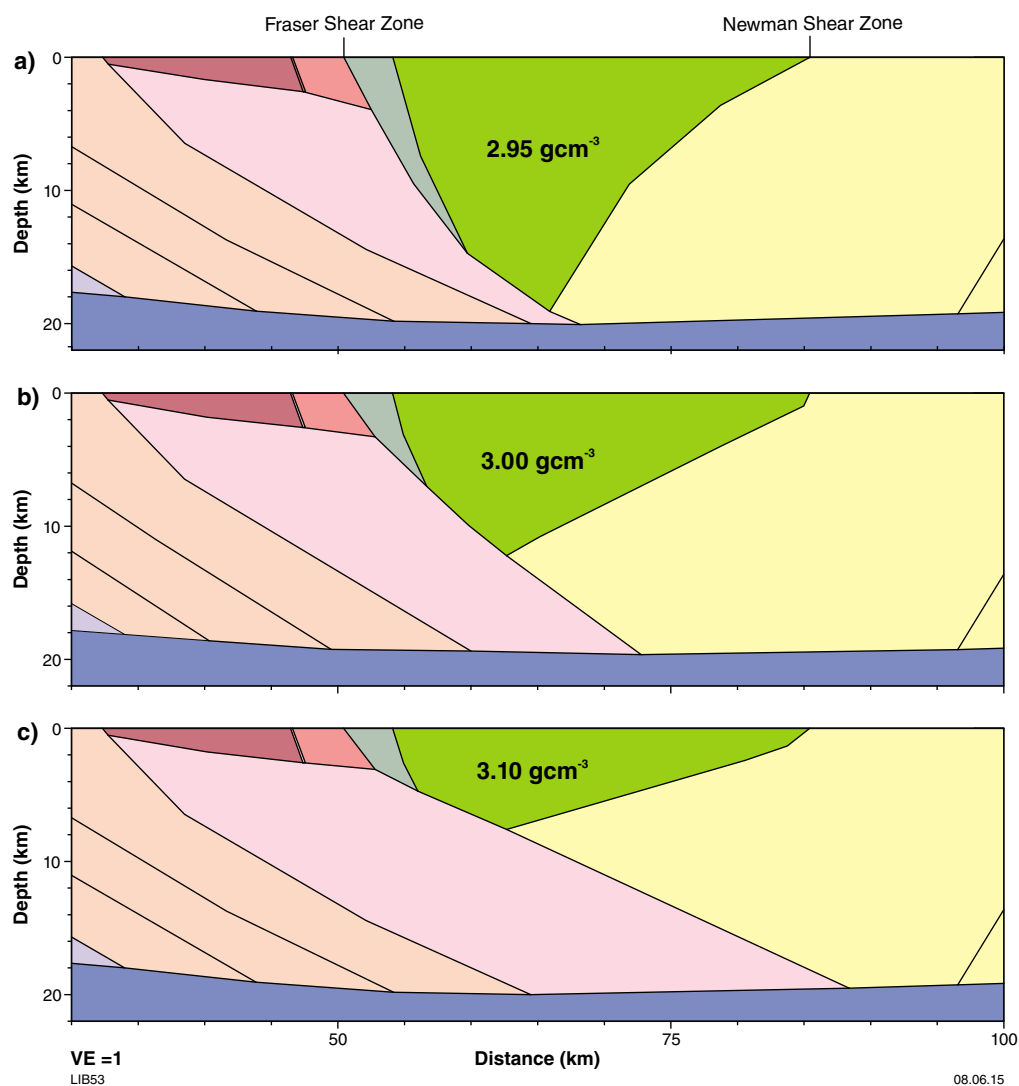 Fraser Shear Zone
Newman Shear Zone
a)
0
10
20
Depth (km)
2.95 gcm⁻³
b)
0
10
20
Depth (km)
3.00 gcm⁻³
c)
0
10
20
Depth (km)
3.10 gcm⁻³
50
75
100
VE =1
Distance (km)
LIB53
08.06.15